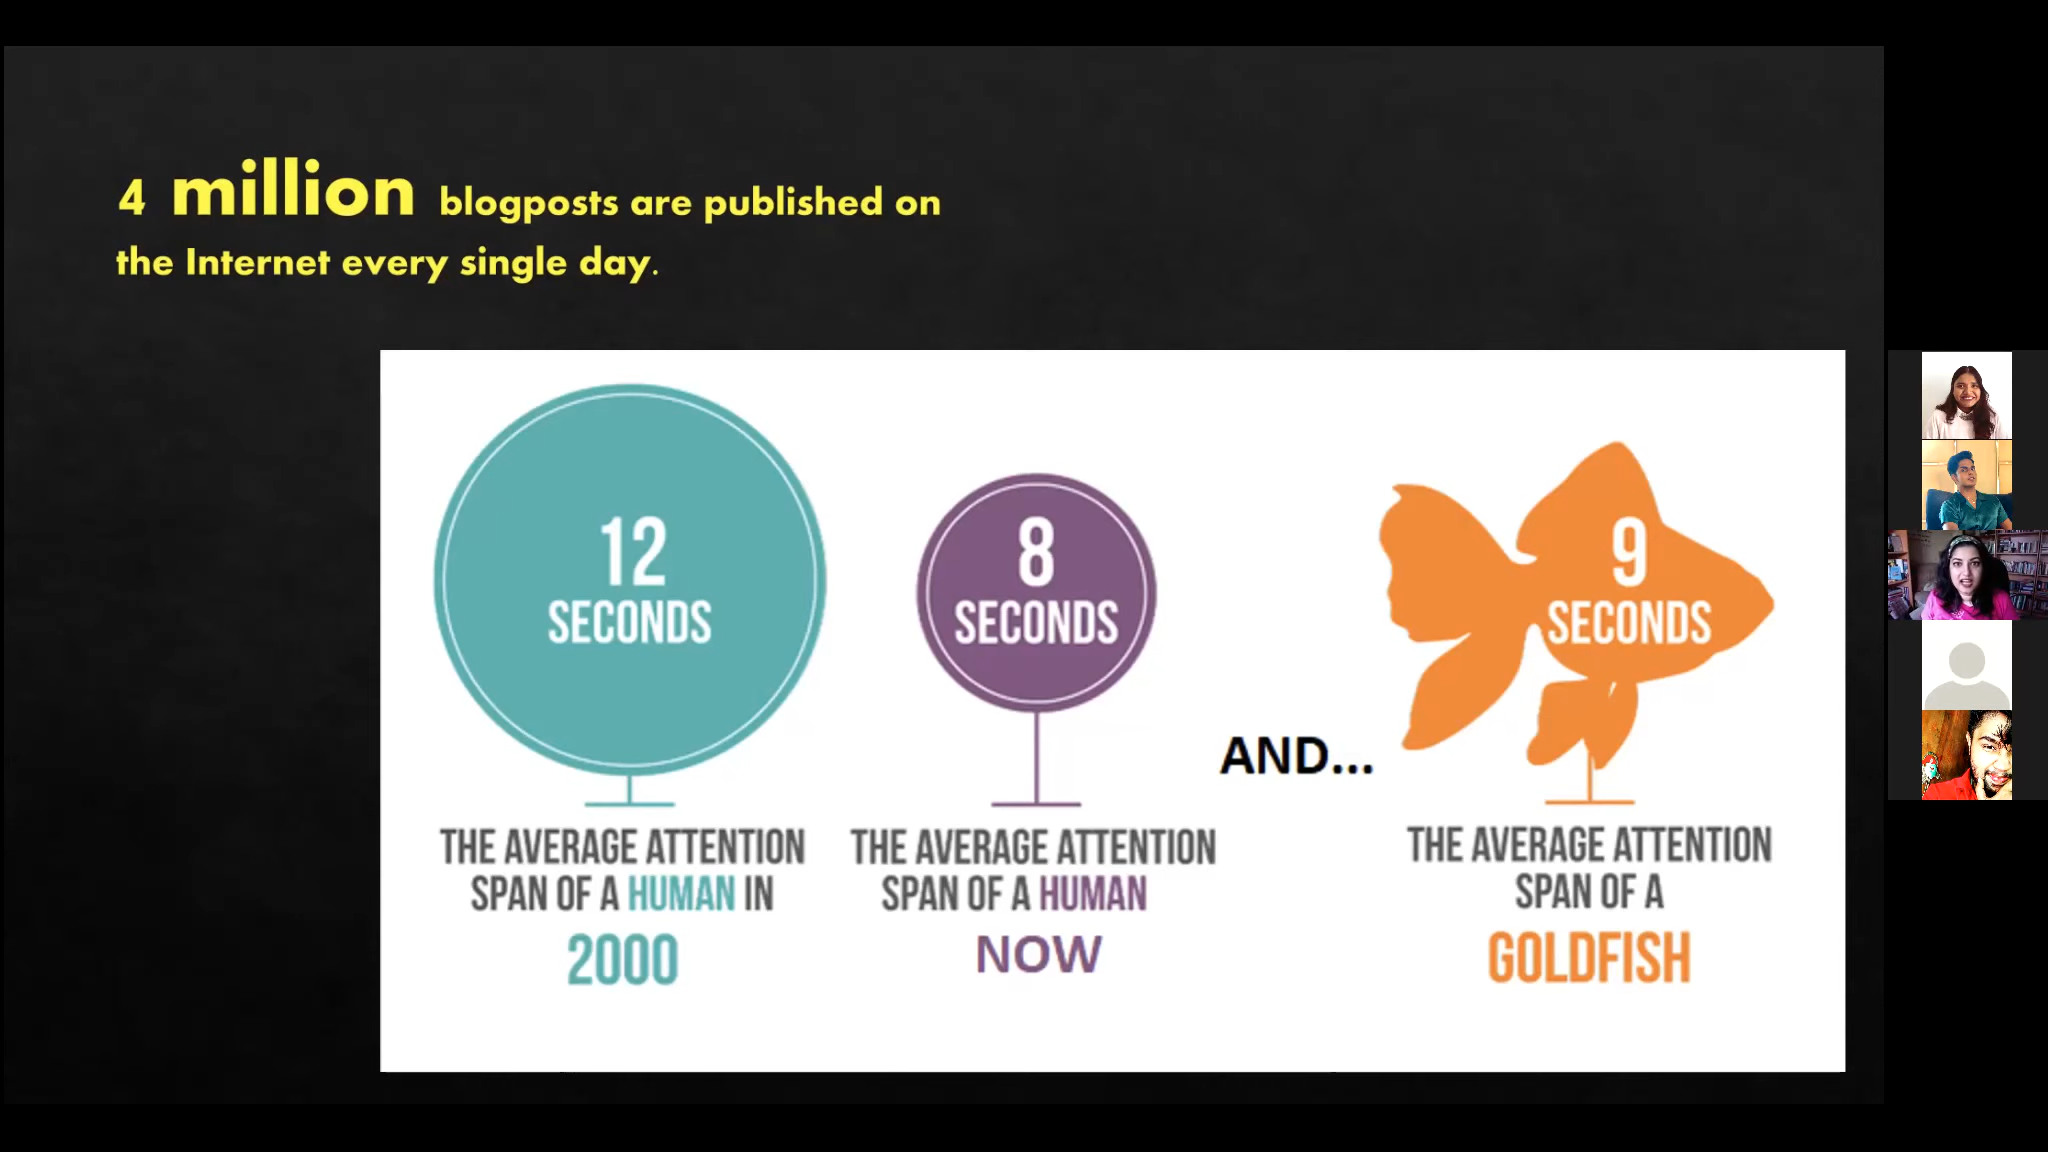 4 million blogposts are published on
the Internet every single day.
12
SECONDS
THE AVERAGE ATTENTION
SPAN OF A HUMAN IN
2000
8
SECONDS
THE AVERAGE ATTENTION
SPAN OF A HUMAN
NOW
AND...
9
SECONDS
THE AVERAGE ATTENTION
SPAN OF A
GOLDFISH